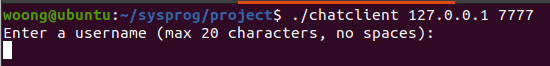 woong@ubuntu:~/sysprog/project$ ./chatclient 127.0.0.1 7777
Enter a username (max 20 characters, no spaces):